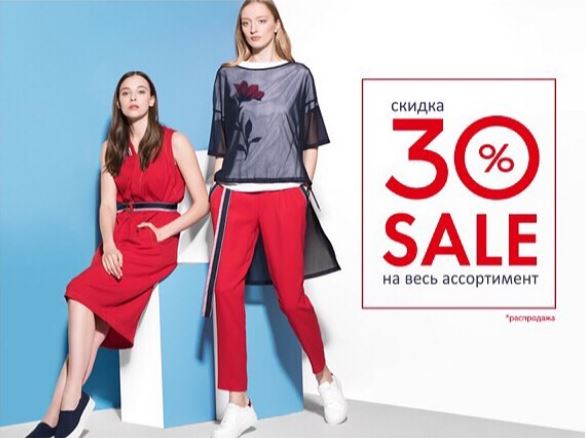 скидка
30%
SALE
на весь ассортимент
*распродажа